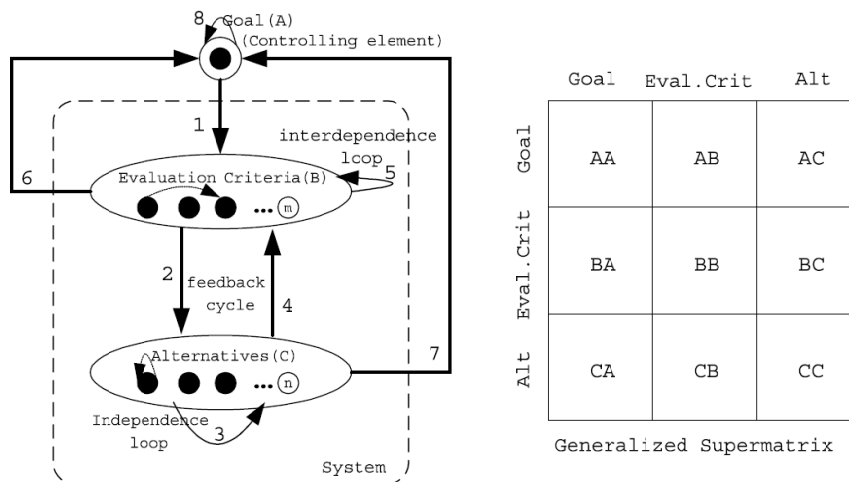 8 Goal(A)
(Controlling element)
1
interdependence
loop
6
5
Evaluation Criteria(B)
... m
2
feedback
cycle
4
Alternatives(C)
7
... n
Independence
loop
3
System
Goal Eval.Crit Alt
Goal
AA AB AC
Eval.Crit
BA BB BC
Alt
CA CB CC
Generalized Supermatrix